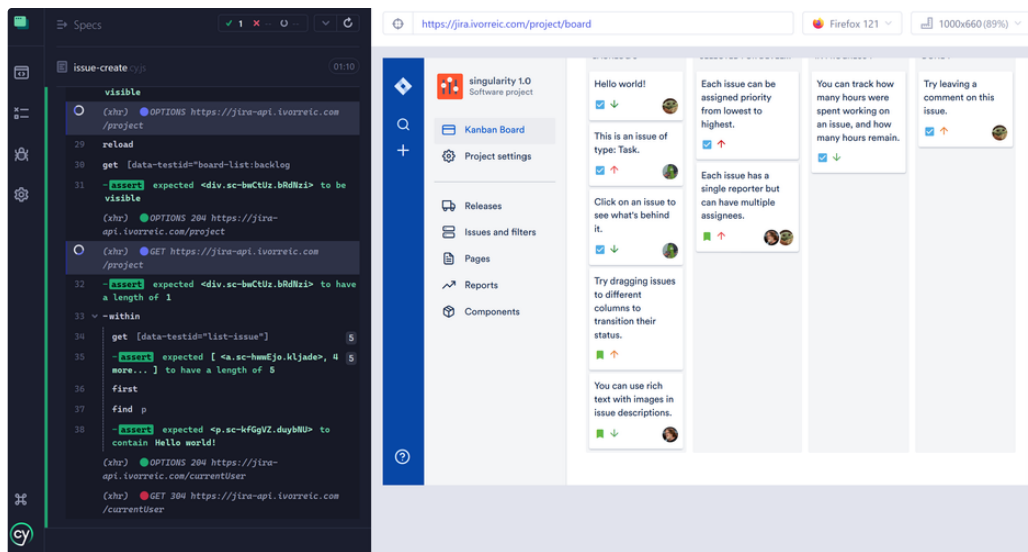 Specs
1
--
--
issue-create.cy.js
01:10
visible
(xhr) OPTIONS https://jira-api.ivorreic.com
/project
29 reload
30 get [data-testid="board-list:backlog
31 -assert expected <div.sc-bwCtUz.bRdNzi> to be
visible
(xhr) OPTIONS 204 https://jira-
api.ivorreic.com/project
(xhr) GET https://jira-api.ivorreic.com
/project
32 -assert expected <div.sc-bwCtUz.bRdNzi> to have
a length of 1
33 -within
34 get [data-testid="list-issue"] 5
35 -assert expected [ <a.sc-hwwEjo.kljade>, 4 5
more... ] to have a length of 5
36 first
37 find p
38 -assert expected <p.sc-kfGgVZ.duybNU> to
contain Hello world!
(xhr) OPTIONS 204 https://jira-
api.ivorreic.com/currentUser
(xhr) GET 304 https://jira-api.ivorreic.com
/currentUser
cy
https://jira.ivorreic.com/project/board
Firefox 121
1000x660 (89%)
singularity 1.0
Software project
Kanban Board
Project settings
Releases
Issues and filters
Pages
Reports
Components
Hello world!
This is an issue of
type: Task.
Click on an issue to
see what's behind
it.
Try dragging issues
to different
columns to
transition their
status.
You can use rich
text with images in
issue descriptions.
Each issue can be
assigned priority
from lowest to
highest.
Each issue has a
single reporter but
can have multiple
assignees.
You can track how
many hours were
spent working on
an issue, and how
many hours remain.
Try leaving a
comment on this
issue.